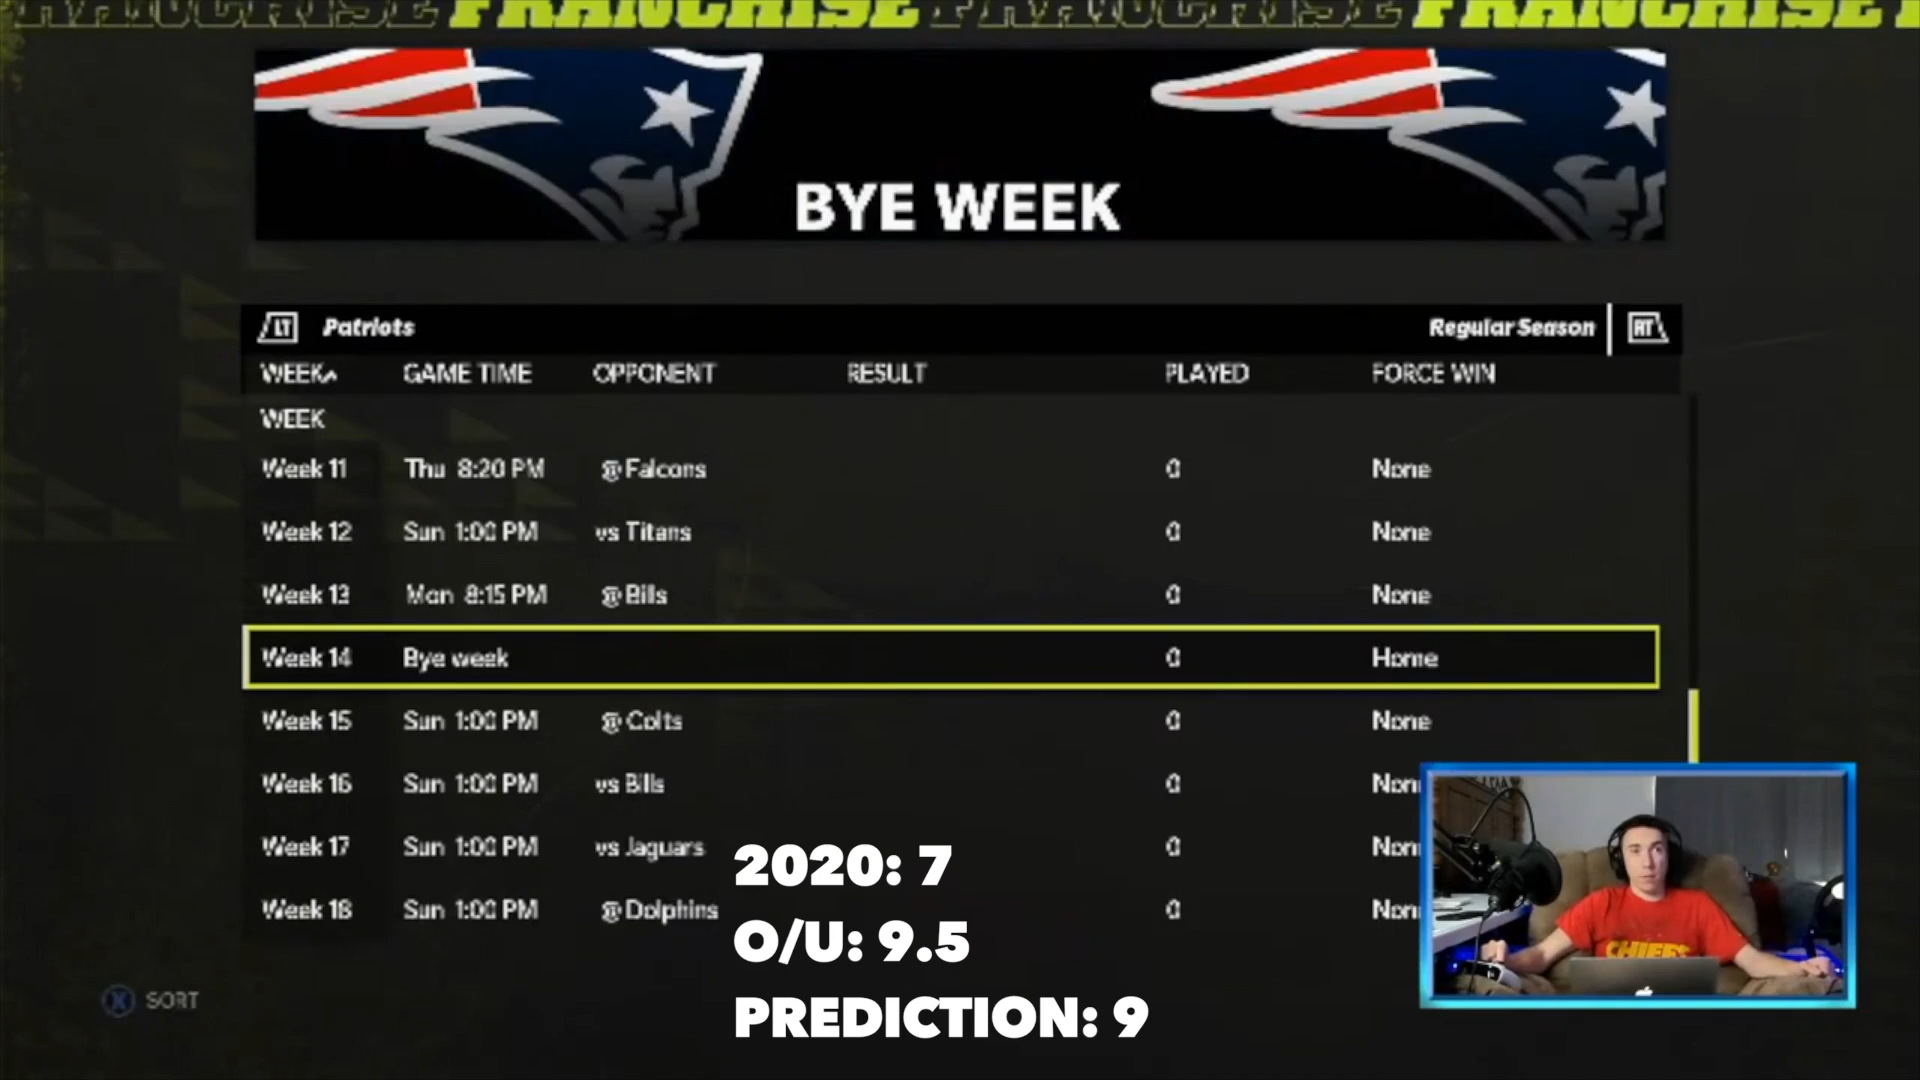 FRANCHISE FRANCHISE FRANCHISE FRANCHISE
BYE WEEK
LT Patriots Regular Season RT
WEEK GAME TIME OPPONENT RESULT PLAYED FORCE WIN
WEEK
Week 11 Thu 8:20 PM @ Falcons 0 None
Week 12 Sun 1:00 PM vs Titans 0 None
Week 13 Mon 8:15 PM @ Bills 0 None
Week 14 Bye week 0 Home
Week 15 Sun 1:00 PM @ Colts 0 None
Week 16 Sun 1:00 PM vs Bills 0 Non
Week 17 Sun 1:00 PM vs Jaguars 0 Non
Week 18 Sun 1:00 PM @ Dolphins 0 Non
2020: 7
O/U: 9.5
PREDICTION: 9
X SORT
CHIEFS